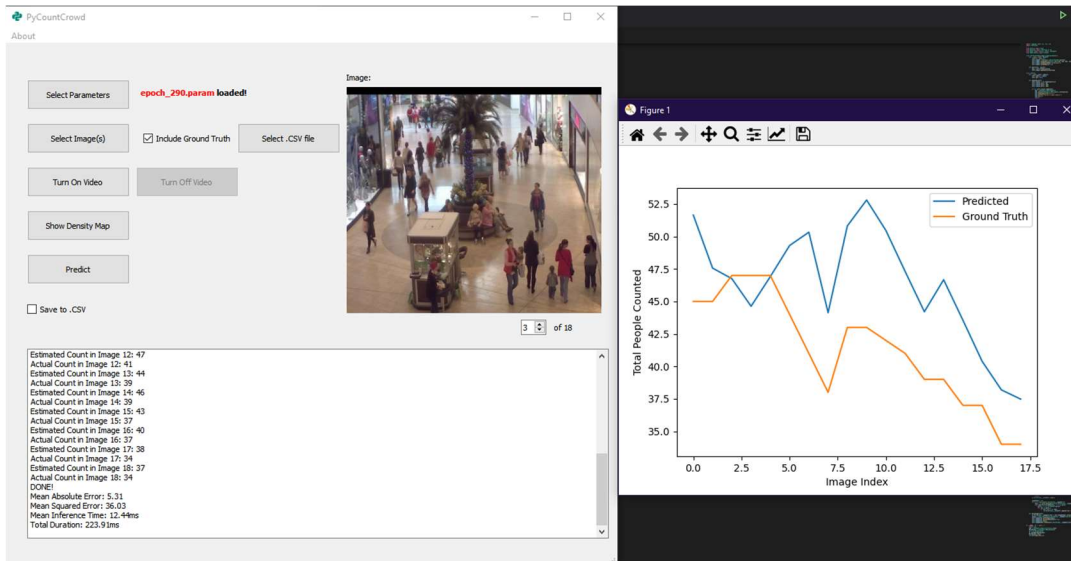 PyCountCrowd
About
Select Parameters
epoch_290.param loaded!
Select Image(s)
Include Ground Truth
Select .CSV file
Turn On Video
Turn Off Video
Show Density Map
Predict
Save to .CSV
Image:
3 of 18
Estimated Count in Image 12: 47
Actual Count in Image 12: 41
Estimated Count in Image 13: 44
Actual Count in Image 13: 39
Estimated Count in Image 14: 46
Actual Count in Image 14: 39
Estimated Count in Image 15: 43
Actual Count in Image 15: 37
Estimated Count in Image 16: 40
Actual Count in Image 16: 37
Estimated Count in Image 17: 38
Actual Count in Image 17: 34
Estimated Count in Image 18: 37
Actual Count in Image 18: 34
DONE!
Mean Absolute Error: 5.31
Mean Squared Error: 36.03
Mean Inference Time: 12.44ms
Total Duration: 223.91ms
Figure 1
Predicted
Ground Truth
Total People Counted
52.5
50.0
47.5
45.0
42.5
40.0
37.5
35.0
0.0 2.5 5.0 7.5 10.0 12.5 15.0 17.5
Image Index